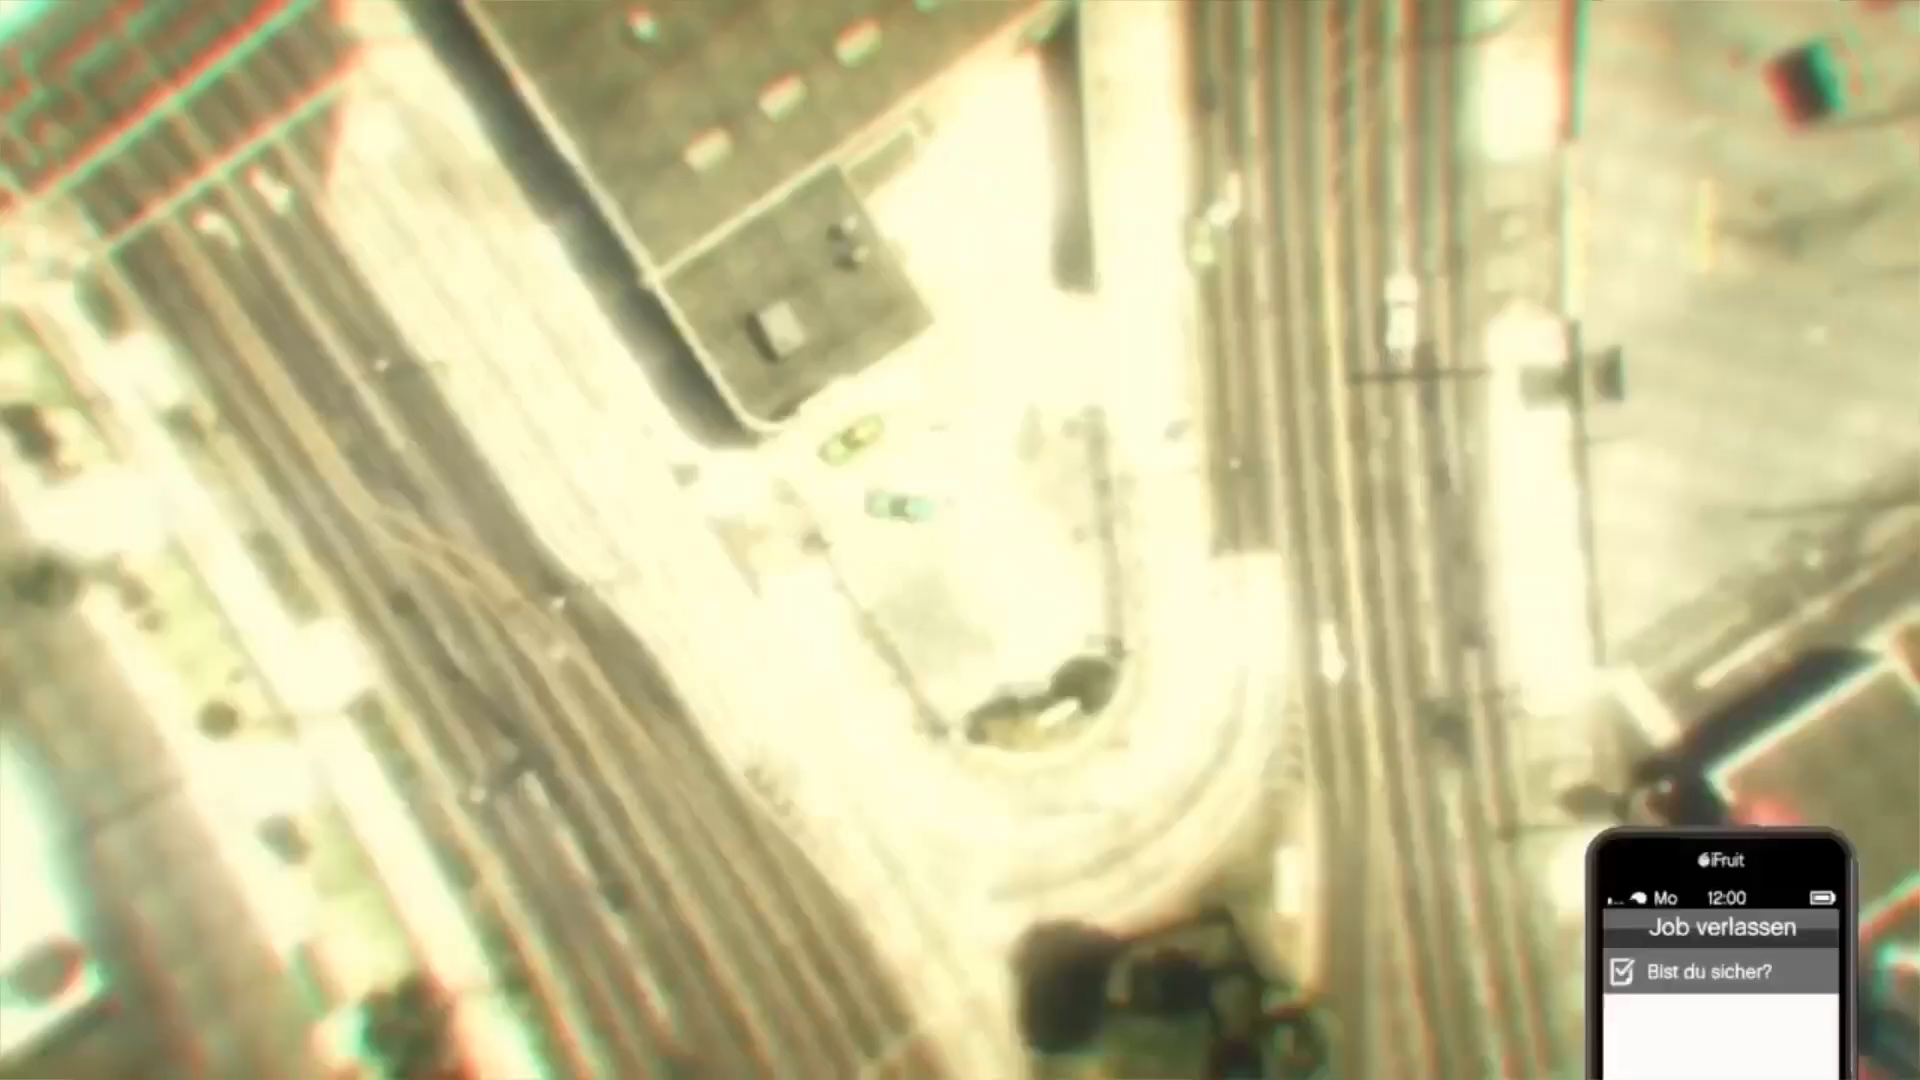 iFruit
Mo 12:00
Job verlassen
Bist du sicher?